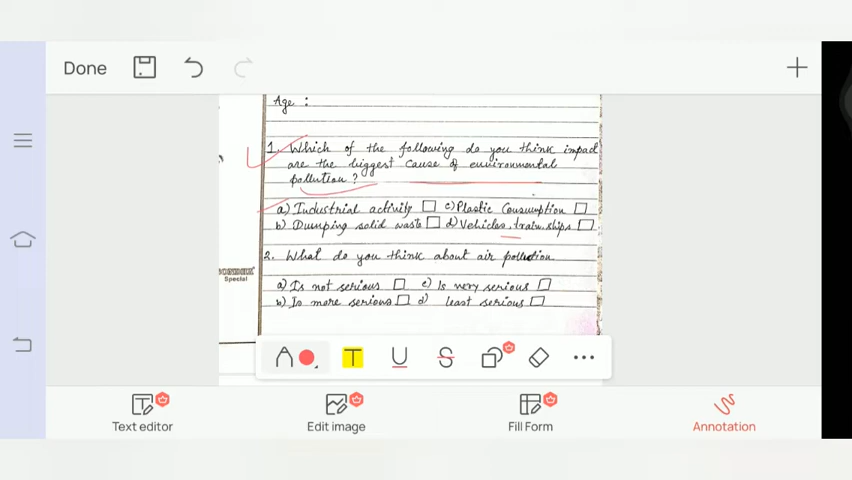 Done
Age :
1. Which of the following do you think impact
are the biggest cause of environmental
pollution ?
a) Industrial activity c) Plastic Consumption
b) Dumping solid waste d) Vehicles, train, ships
2. What do you think about air pollution
a) Is not serious c) Is very serious
b) Is more serious d) least serious
Special
T U S
Text editor Edit image Fill Form Annotation